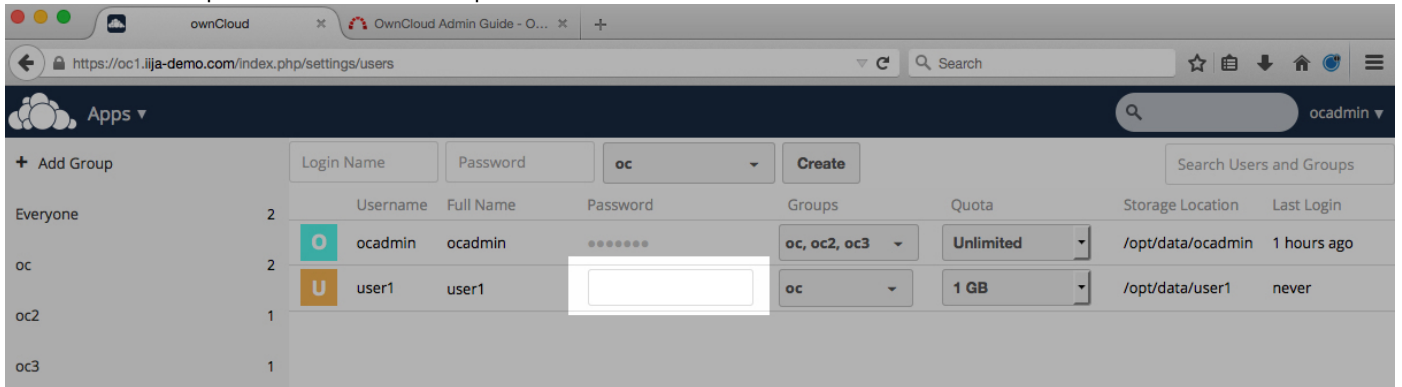 ownCloud
OwnCloud Admin Guide - O...
https://oc1.iija-demo.com/index.php/settings/users
Search
Apps
ocadmin
+ Add Group
Login Name
Password
oc
Create
Search Users and Groups
Username Full Name Password Groups Quota Storage Location Last Login
Everyone 2
O ocadmin ocadmin oc, oc2, oc3 Unlimited /opt/data/ocadmin 1 hours ago
oc 2
U user1 user1 oc 1 GB /opt/data/user1 never
oc2 1
oc3 1